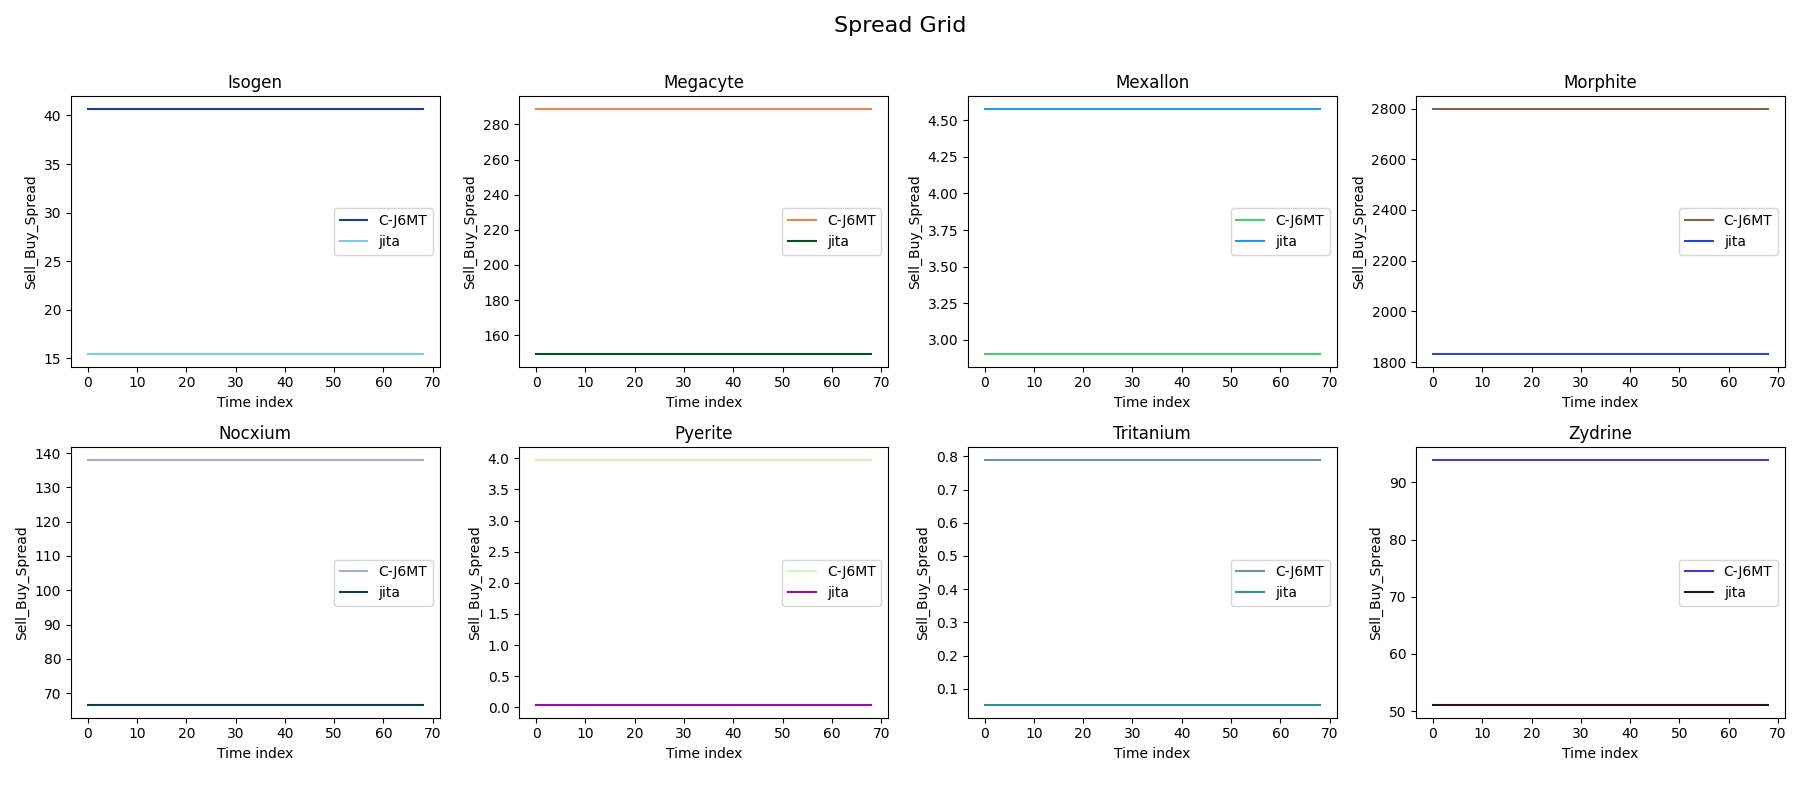 Spread Grid
Isogen
Sell_Buy_Spread
40
35
30
25
20
15
C-J6MT
jita
0 10 20 30 40 50 60 70
Time index
Megacyte
Sell_Buy_Spread
280
260
240
220
200
180
160
C-J6MT
jita
0 10 20 30 40 50 60 70
Time index
Mexallon
Sell_Buy_Spread
4.50
4.25
4.00
3.75
3.50
3.25
3.00
C-J6MT
jita
0 10 20 30 40 50 60 70
Time index
Morphite
Sell_Buy_Spread
2800
2600
2400
2200
2000
1800
C-J6MT
jita
0 10 20 30 40 50 60 70
Time index
Nocxium
Sell_Buy_Spread
140
130
120
110
100
90
80
70
C-J6MT
jita
0 10 20 30 40 50 60 70
Time index
Pyerite
Sell_Buy_Spread
4.0
3.5
3.0
2.5
2.0
1.5
1.0
0.5
0.0
C-J6MT
jita
0 10 20 30 40 50 60 70
Time index
Tritanium
Sell_Buy_Spread
0.8
0.7
0.6
0.5
0.4
0.3
0.2
0.1
C-J6MT
jita
0 10 20 30 40 50 60 70
Time index
Zydrine
Sell_Buy_Spread
90
80
70
60
50
C-J6MT
jita
0 10 20 30 40 50 60 70
Time index